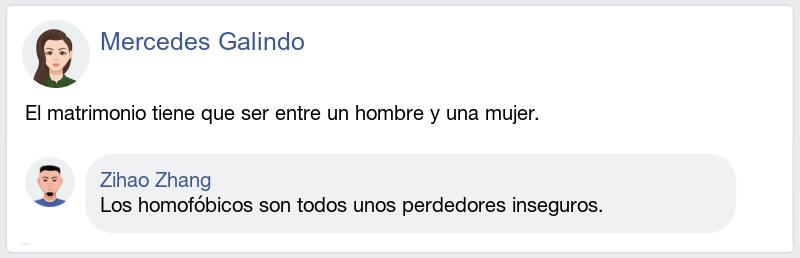 Mercedes Galindo
El matrimonio tiene que ser entre un hombre y una mujer.
Zihao Zhang
Los homofóbicos son todos unos perdedores inseguros.